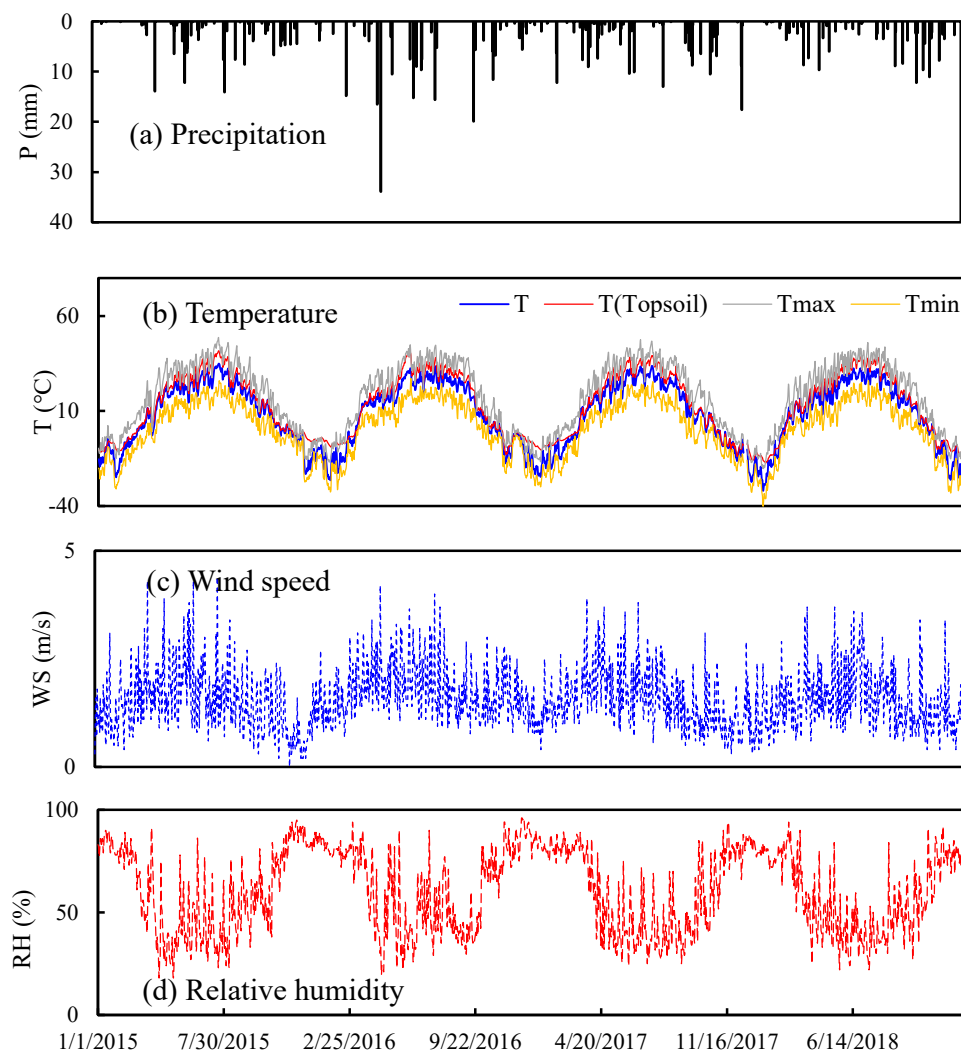 0
10
20
30
40
P (mm)
(a) Precipitation
60
10
-40
T (°C)
(b) Temperature
T T(Topsoil) Tmax Tmin
5
0
WS (m/s)
(c) Wind speed
100
50
0
RH (%)
(d) Relative humidity
1/1/2015 7/30/2015 2/25/2016 9/22/2016 4/20/2017 11/16/2017 6/14/2018